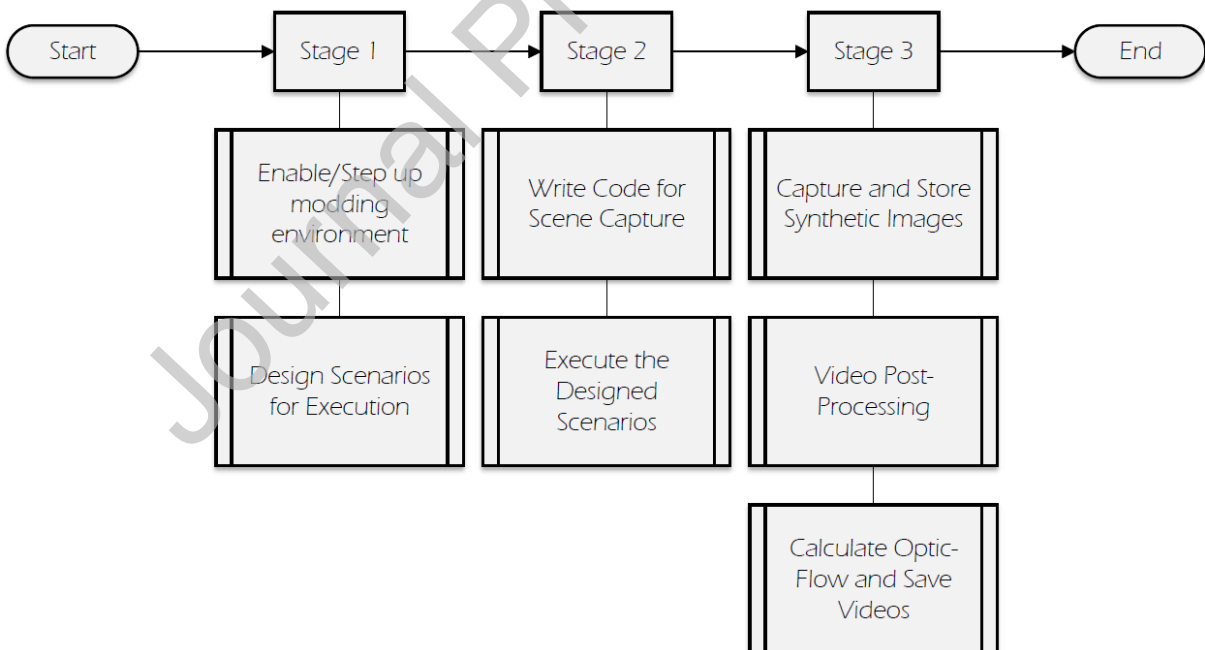 Start
Stage 1
Stage 2
Stage 3
End
Enable/Step up
modding
environment
Write Code for
Scene Capture
Capture and Store
Synthetic Images
Design Scenarios
for Execution
Execute the
Designed
Scenarios
Video Post-
Processing
Calculate Optic-
Flow and Save
Videos
Journal